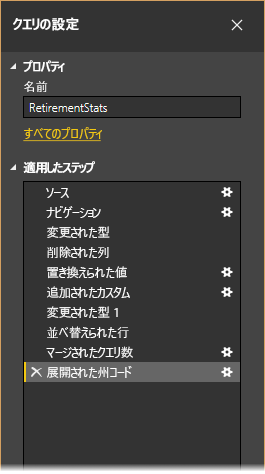 クエリの設定
プロパティ
名前
RetirementStats
すべてのプロパティ
適用したステップ
ソース
ナビゲーション
変更された型
削除された列
置き換えられた値
追加されたカスタム
変更された型 1
並べ替えられた行
マージされたクエリ数
展開された州コード